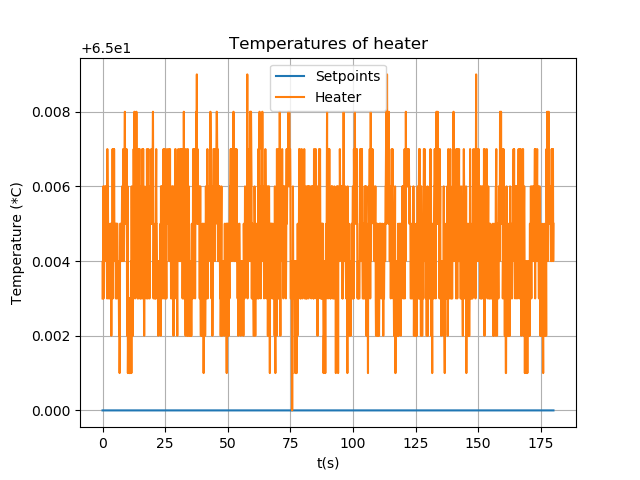 Temperatures of heater
+6.5e1
Setpoints
Heater
0.008
0.006
0.004
0.002
0.000
Temperature (*C)
0 25 50 75 100 125 150 175
t(s)